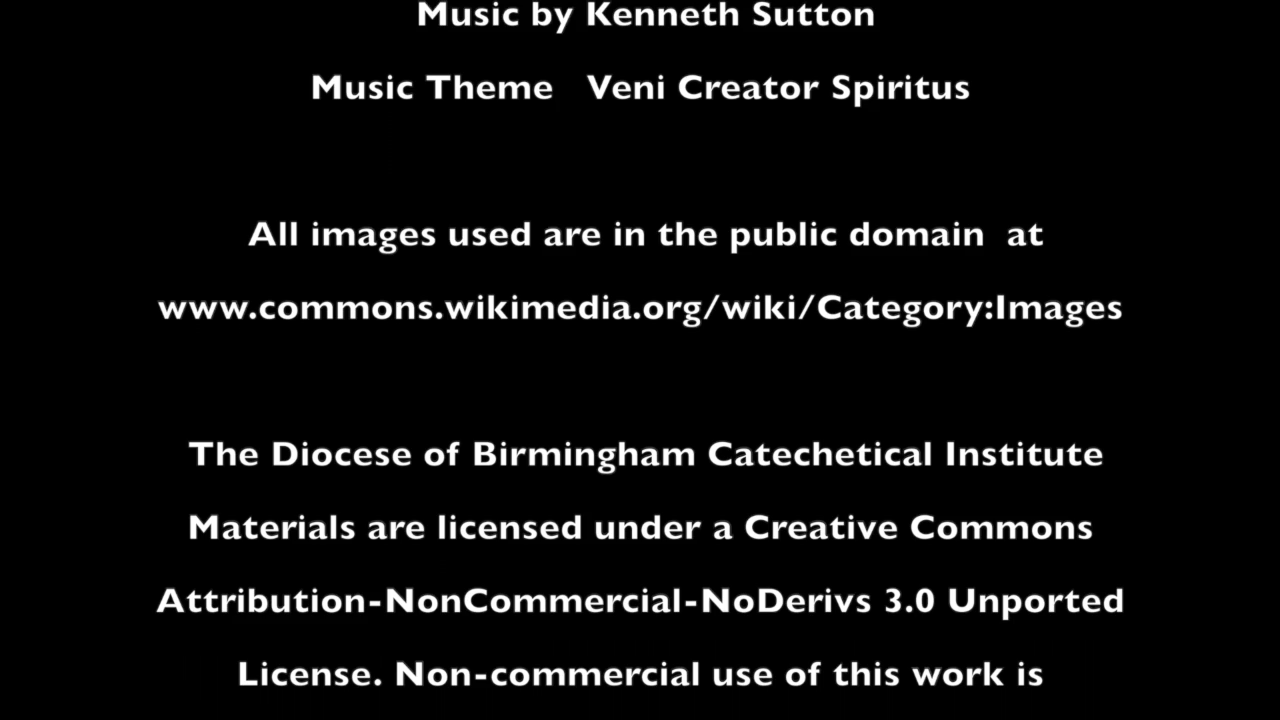 Music by Kenneth Sutton
Music Theme   Veni Creator Spiritus
All images used are in the public domain  at
www.commons.wikimedia.org/wiki/Category:Images
The Diocese of Birmingham Catechetical Institute
Materials are licensed under a Creative Commons
Attribution-NonCommercial-NoDerivs 3.0 Unported
License. Non-commercial use of this work is